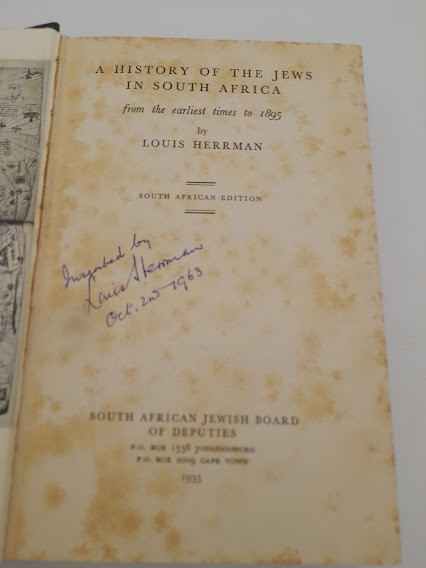 A HISTORY OF THE JEWS
IN SOUTH AFRICA
from the earliest times to 1895
by
LOUIS HERRMAN
SOUTH AFRICAN EDITION
Inscribed by
Louis Herrman
Oct. 2nd 1963
SOUTH AFRICAN JEWISH BOARD
OF DEPUTIES
P.O. BOX 1538 JOHANNESBURG
P.O. BOX 2009 CAPE TOWN
1935